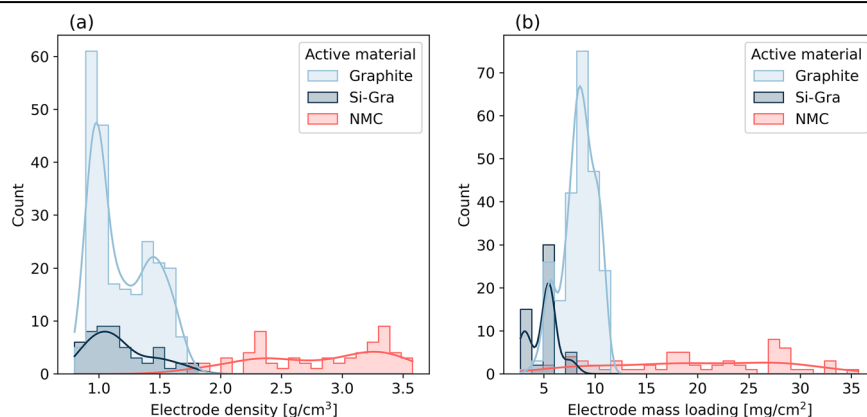 (a)
60
50
40
30
20
10
0
Count
1.0 1.5 2.0 2.5 3.0 3.5
Electrode density [g/cm³]
Active material
Graphite
Si-Gra
NMC
(b)
70
60
50
40
30
20
10
0
Count
5 10 15 20 25 30 35
Electrode mass loading [mg/cm²]
Active material
Graphite
Si-Gra
NMC